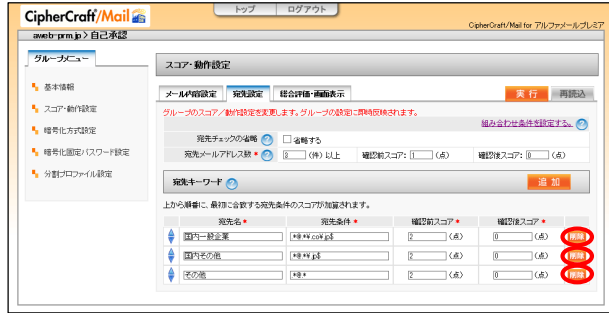 CipherCraft/Mail
トップ ログアウト
CipherCraft/Mail for アルファメールプレミア
aweb-prm.jp > 自己承認
グループメニュー
基本情報
スコア・動作設定
暗号化方式設定
暗号化固定パスワード設定
分割プロファイル設定
スコア・動作設定
メール内容設定 宛先設定 総合評価・画面表示 実行 再読込
グループのスコア／動作設定を変更します。グループの設定に即時反映されます。
組み合わせ条件を設定する。
宛先チェックの省略 省略する
宛先メールアドレス数 * 3 (件) 以上 確認前スコア: 1 (点) 確認後スコア: 0 (点)
宛先キーワード 追加
上から順番に、最初に合致する宛先条件のスコアが加算されます。
宛先名 * 宛先条件 * 確認前スコア * 確認後スコア *
国内一般企業 *@.*¥.co¥.jp$ 2 (点) 0 (点) 削除
国内その他 *@.*¥.jp$ 2 (点) 0 (点) 削除
その他 *@.* 2 (点) 0 (点) 削除